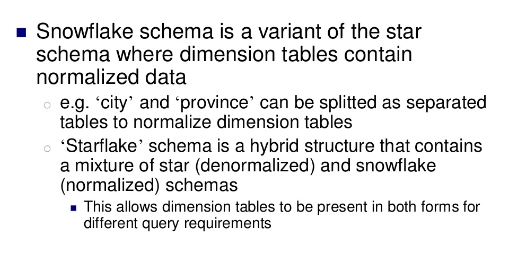 Snowflake schema is a variant of the star
schema where dimension tables contain
normalized data
e.g. ‘city’ and ‘province’ can be splitted as separated
tables to normalize dimension tables
‘Starflake’ schema is a hybrid structure that contains
a mixture of star (denormalized) and snowflake
(normalized) schemas
This allows dimension tables to be present in both forms for
different query requirements